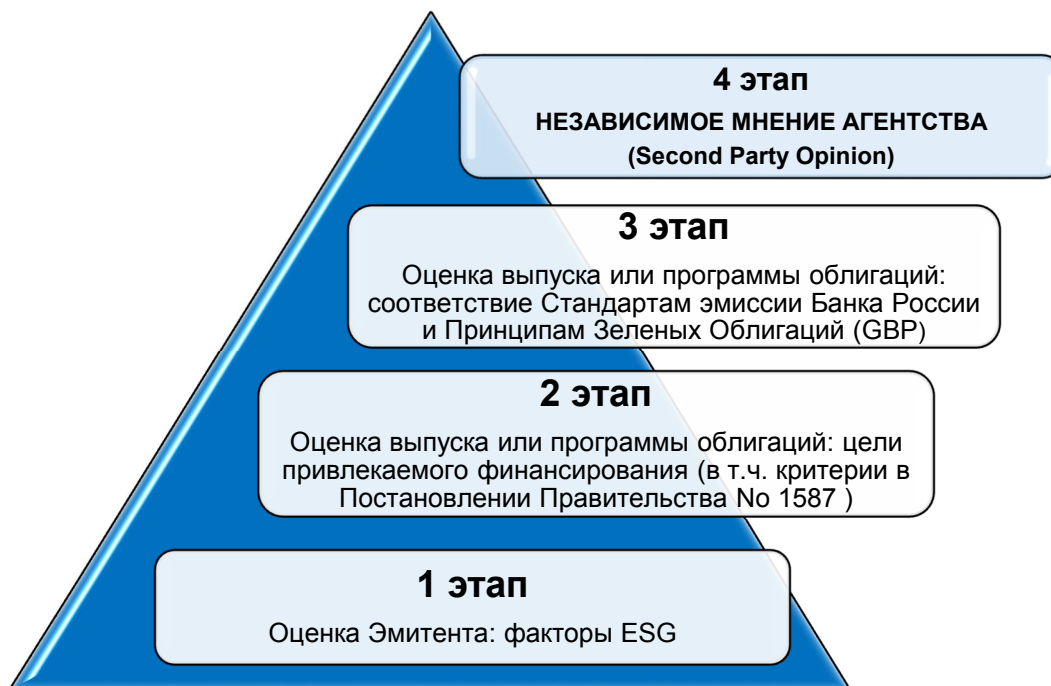 4 этап
НЕЗАВИСИМОЕ МНЕНИЕ АГЕНТСТВА
(Second Party Opinion)
3 этап
Оценка выпуска или программы облигаций:
соответствие Стандартам эмиссии Банка России
и Принципам Зеленых Облигаций (GBP)
2 этап
Оценка выпуска или программы облигаций: цели
привлекаемого финансирования (в т.ч. критерии в
Постановлении Правительства No 1587 )
1 этап
Оценка Эмитента: факторы ESG